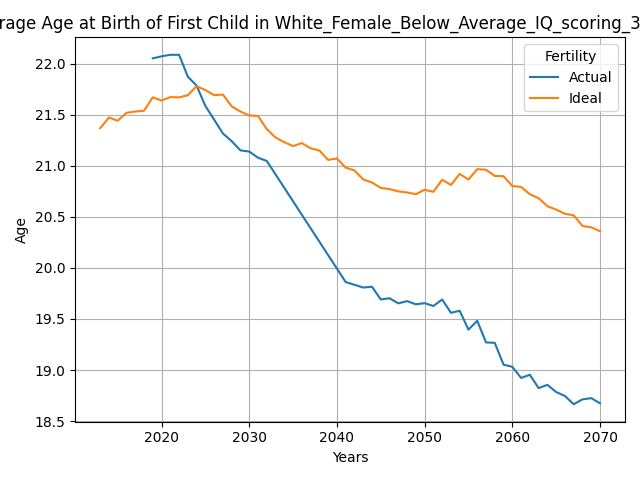 rage Age at Birth of First Child in White_Female_Below_Average_IQ_scoring_3
Fertility
Actual
Ideal
Age
22.0
21.5
21.0
20.5
20.0
19.5
19.0
18.5
2020 2030 2040 2050 2060 2070
Years